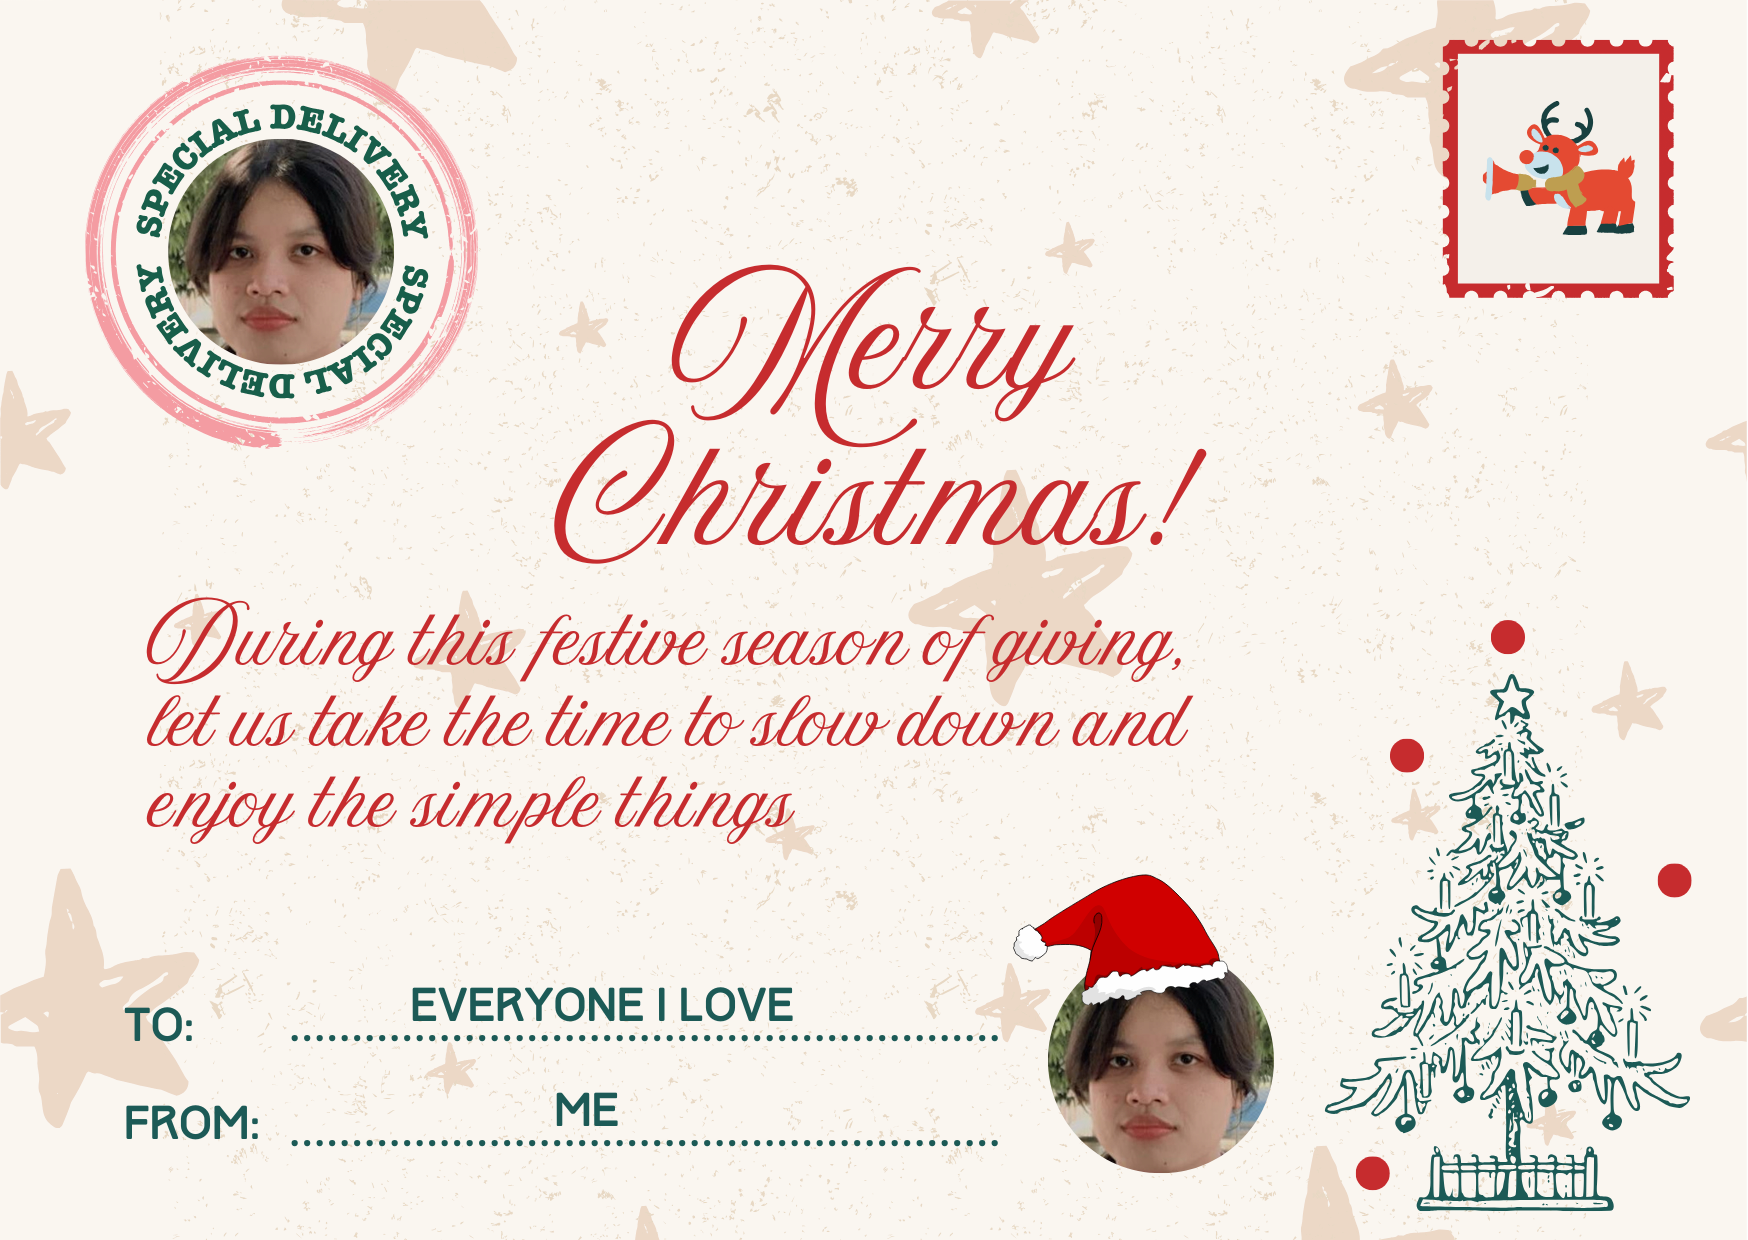 SPECIAL DELIVERY
SPECIAL DELIVERY
Merry
Christmas!
During this festive season of giving,
let us take the time to slow down and
enjoy the simple things
TO: EVERYONE I LOVE
FROM: ME